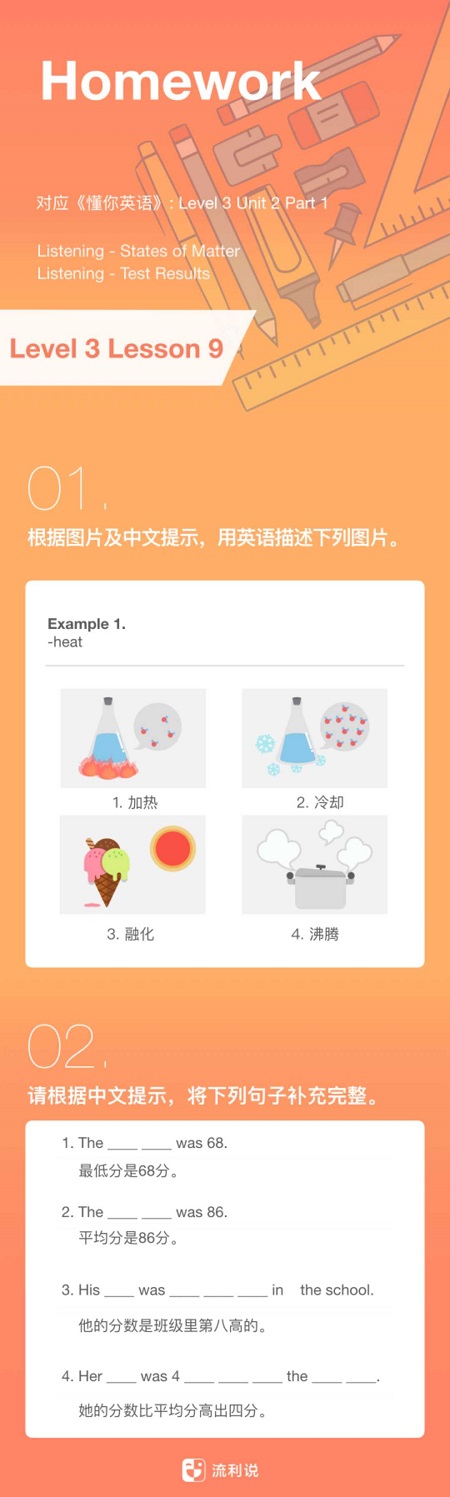 Homework
对应《懂你英语》: Level 3 Unit 2 Part 1
Listening - States of Matter
Listening - Test Results
Level 3 Lesson 9
01.
根据图片及中文提示，用英语描述下列图片。
Example 1.
-heat
1. 加热
2. 冷却
3. 融化
4. 沸腾
02.
请根据中文提示，将下列句子补充完整。
1. The ____ ____ was 68.
最低分是68分。
2. The ____ ____ was 86.
平均分是86分。
3. His ____ was ____ ____ ____ in the school.
他的分数是班级里第八高的。
4. Her ____ was 4 ____ ____ ____ the ____ ____.
她的分数比平均分高出四分。
流利说